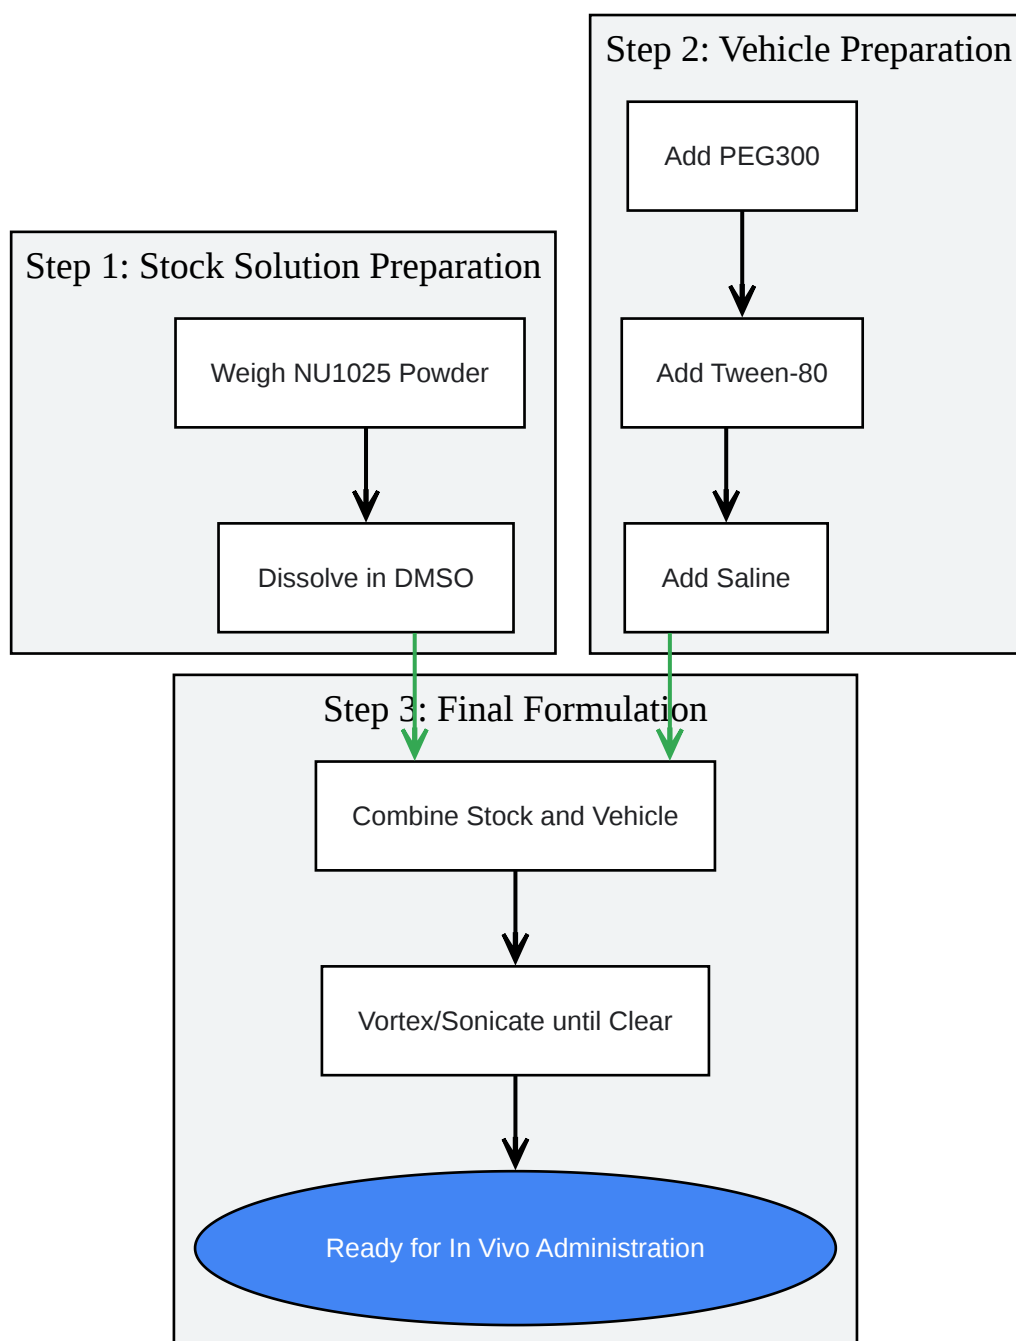 Step 1: Stock Solution Preparation
Weigh NU1025 Powder
Dissolve in DMSO
Step 2: Vehicle Preparation
Add PEG300
Add Tween-80
Add Saline
Step 3: Final Formulation
Combine Stock and Vehicle
Vortex/Sonicate until Clear
Ready for In Vivo Administration